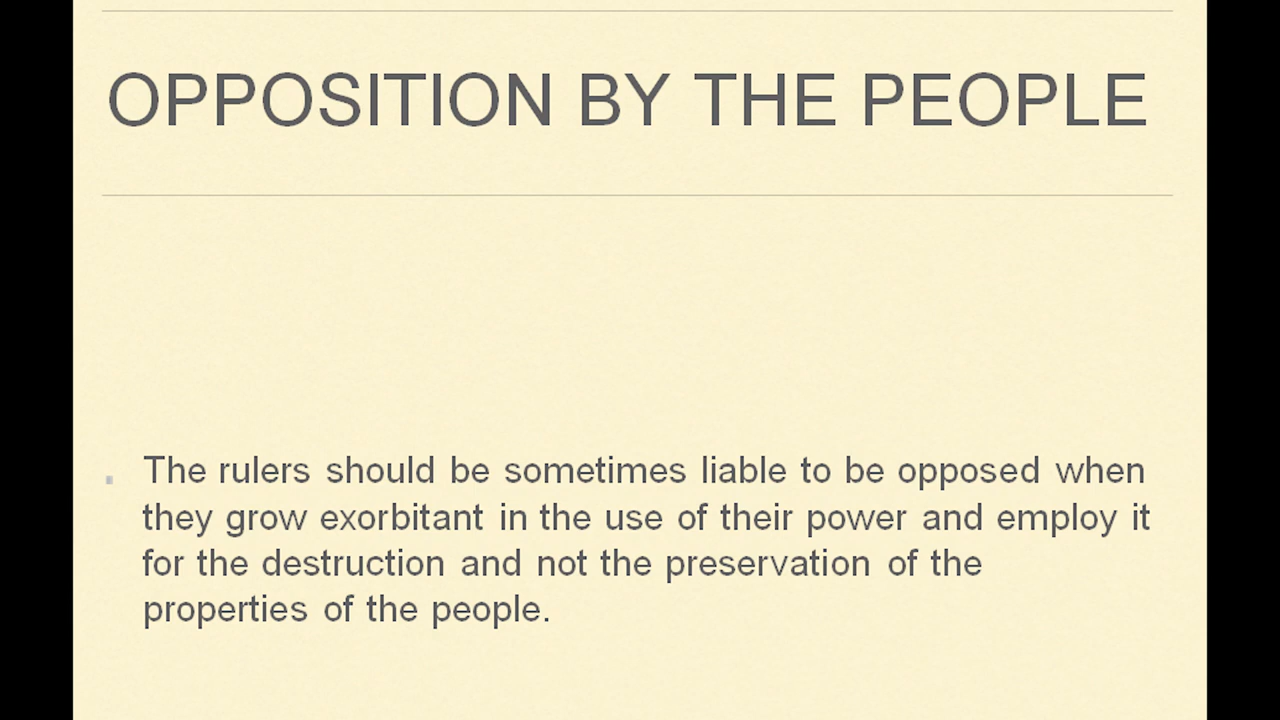 OPPOSITION BY THE PEOPLE
The rulers should be sometimes liable to be opposed when
they grow exorbitant in the use of their power and employ it
for the destruction and not the preservation of the
properties of the people.